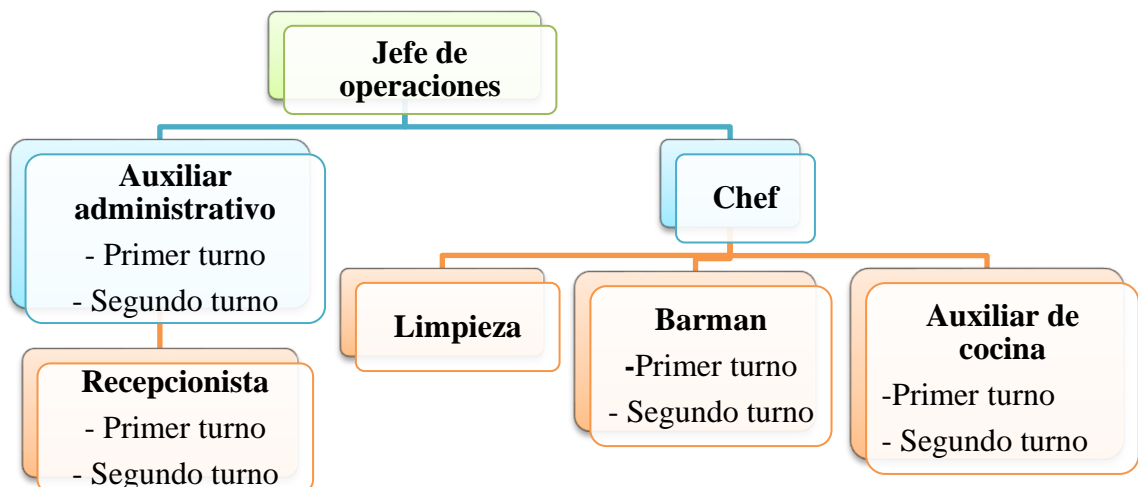 Jefe de
operaciones
Auxiliar
administrativo
- Primer turno
- Segundo turno
Recepcionista
- Primer turno
- Segundo turno
Chef
Limpieza
Barman
-Primer turno
- Segundo turno
Auxiliar de
cocina
-Primer turno
- Segundo turno